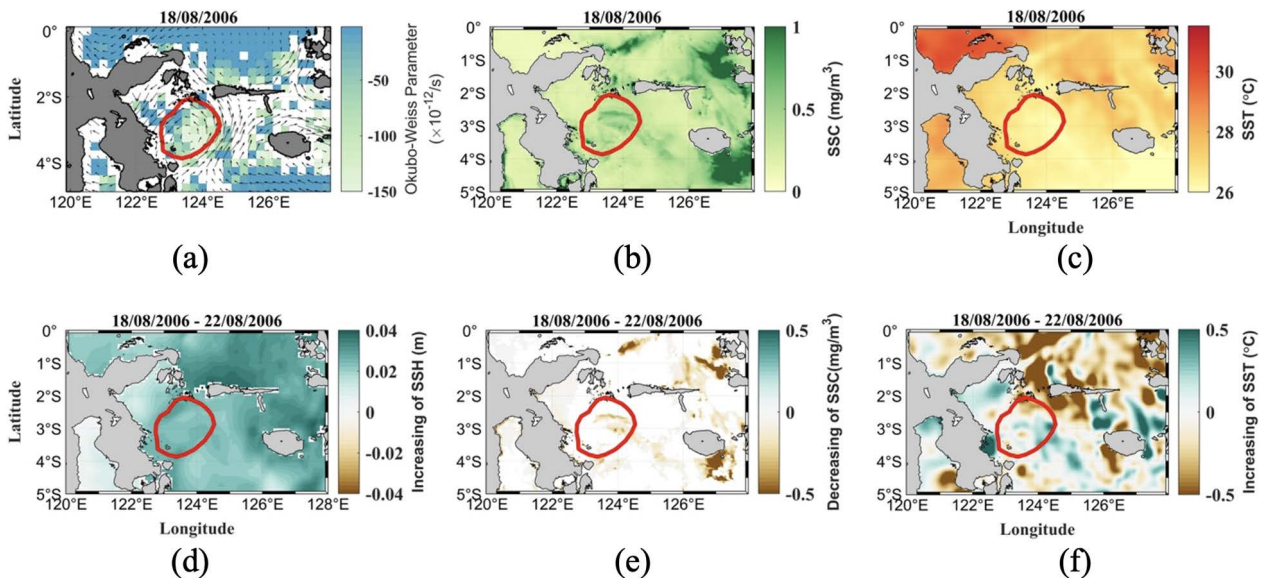 18/08/2006
0°
2°S
4°S
120°E 122°E 124°E 126°E
Latitude
-50
-100
-150
Okubo-Weiss Parameter
(×10⁻¹²/s)
(a)
18/08/2006
0°
1°S
2°S
3°S
4°S
5°S
120°E 122°E 124°E 126°E
1
0.5
0
SSC (mg/m³)
(b)
18/08/2006
0°
1°S
2°S
3°S
4°S
5°S
120°E 122°E 124°E 126°E
Longitude
30
28
26
SST (°C)
(c)
18/08/2006 - 22/08/2006
0°
1°S
2°S
3°S
4°S
5°S
120°E 122°E 124°E 126°E 128°E
Latitude
Longitude
0.04
0.02
0
-0.02
-0.04
Increasing of SSH (m)
(d)
18/08/2006 - 22/08/2006
0°
1°S
2°S
3°S
4°S
5°S
120°E 122°E 124°E 126°E
0.5
0
-0.5
Decreasing of SSC(mg/m³)
(e)
18/08/2006 - 22/08/2006
0°
1°S
2°S
3°S
4°S
5°S
120°E 122°E 124°E 126°E
Longitude
0.5
0
-0.5
Increasing of SST (°C)
(f)